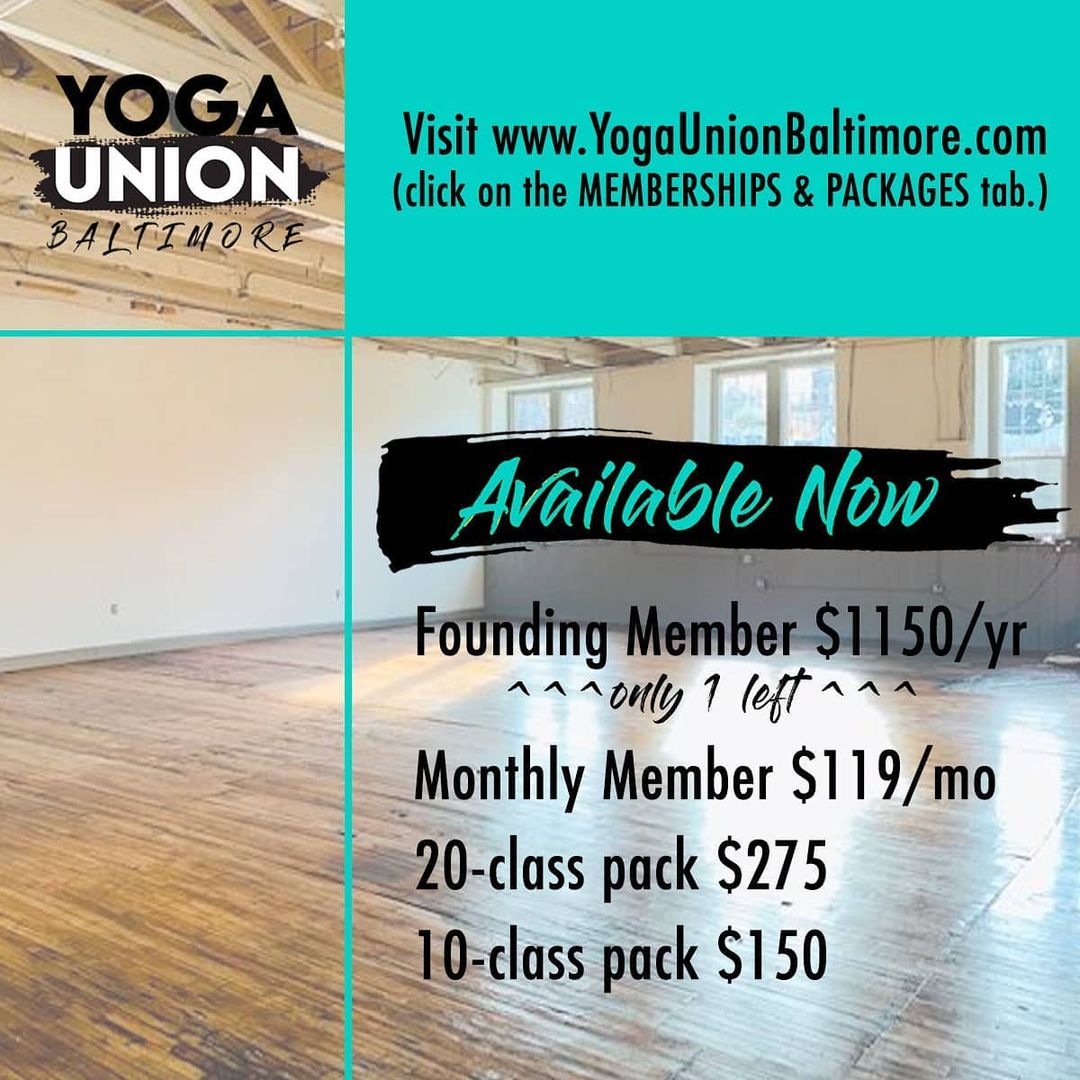 YOGA
UNION
BALTIMORE
Visit www.YogaUnionBaltimore.com
(click on the MEMBERSHIPS & PACKAGES tab.)
Available Now
Founding Member $1150/yr
^^^only 1 left^^^
Monthly Member $119/mo
20-class pack $275
10-class pack $150